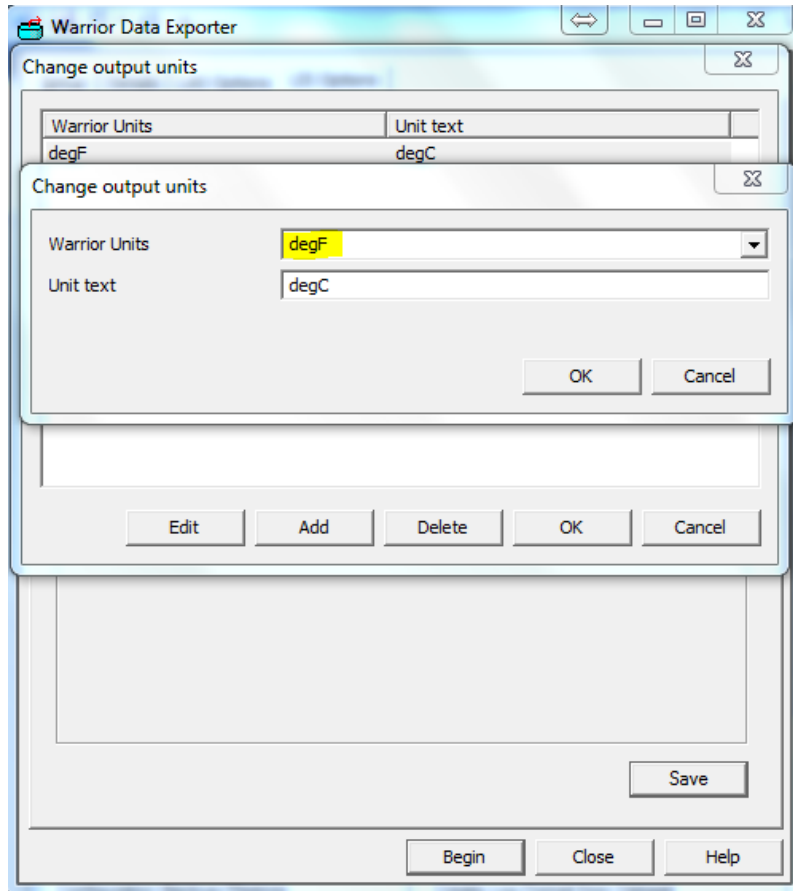 Warrior Data Exporter
Change output units
Warrior Units Unit text
degF degC
Change output units
Warrior Units degF
Unit text degC
OK Cancel
Edit Add Delete OK Cancel
Save
Begin Close Help